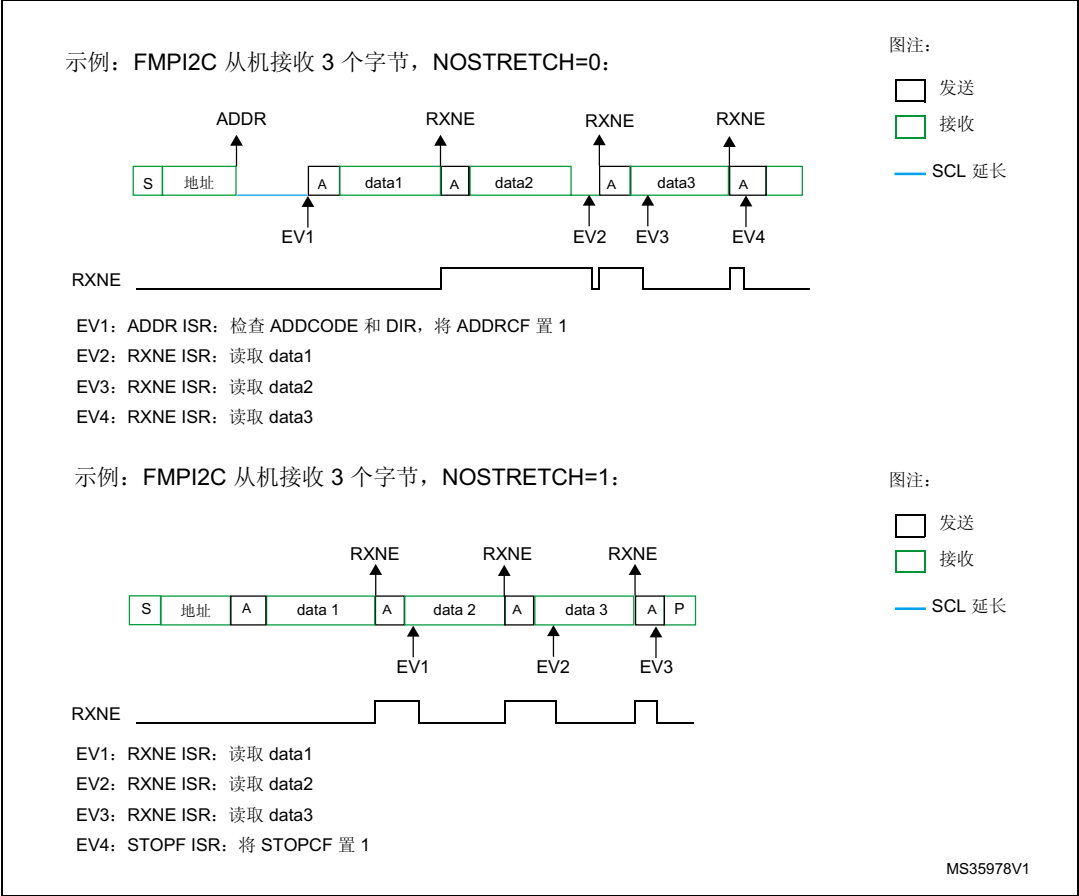 示例：FMPI2C 从机接收 3 个字节，NOSTRETCH=0：
图注：
发送
接收
SCL 延长
ADDR RXNE RXNE RXNE
S 地址 A data1 A data2 A data3 A
EV1 EV2 EV3 EV4
RXNE
EV1：ADDR ISR：检查 ADDCODE 和 DIR，将 ADDRCF 置 1
EV2：RXNE ISR：读取 data1
EV3：RXNE ISR：读取 data2
EV4：RXNE ISR：读取 data3
示例：FMPI2C 从机接收 3 个字节，NOSTRETCH=1：
图注：
发送
接收
SCL 延长
RXNE RXNE RXNE
S 地址 A data 1 A data 2 A data 3 A P
EV1 EV2 EV3
RXNE
EV1：RXNE ISR：读取 data1
EV2：RXNE ISR：读取 data2
EV3：RXNE ISR：读取 data3
EV4：STOPF ISR：将 STOPCF 置 1
MS35978V1